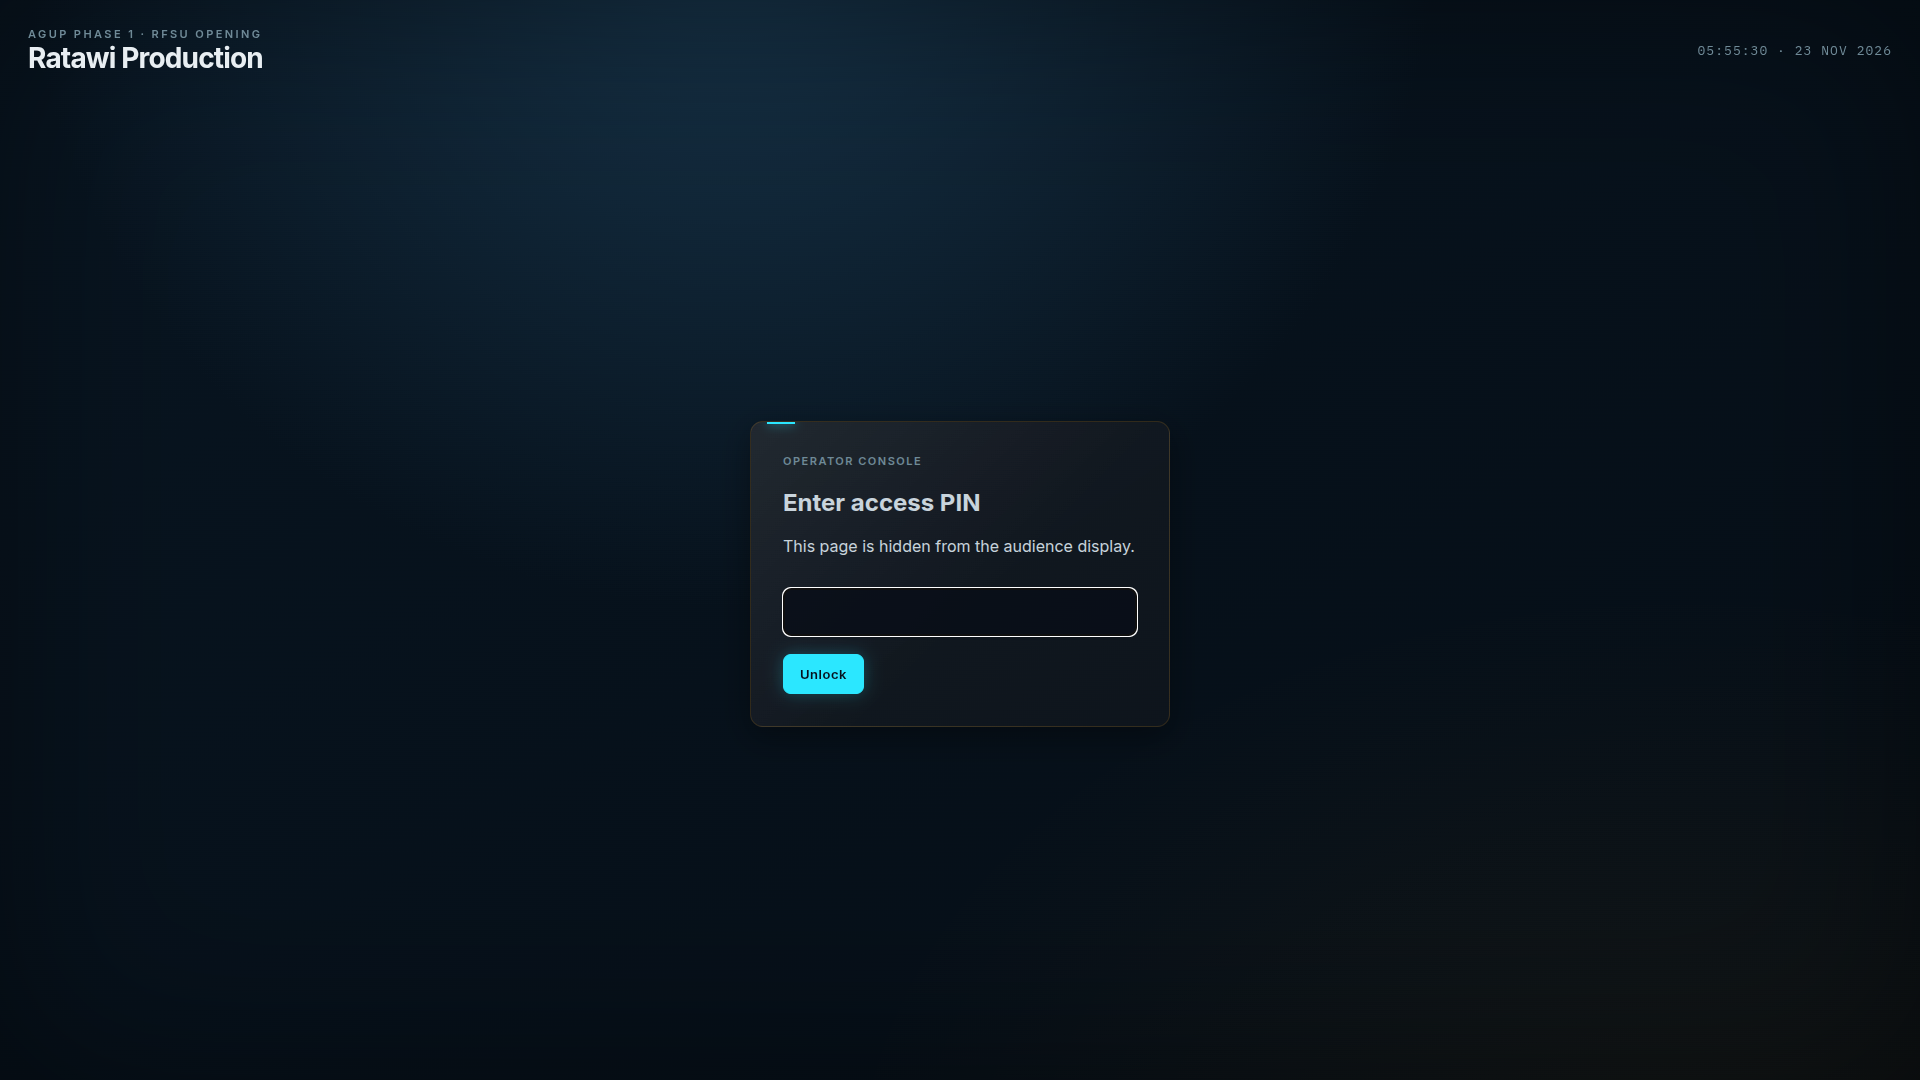 AGUP PHASE 1 · RFSU OPENING
Ratawi Production
05:55:30 · 23 NOV 2026
OPERATOR CONSOLE
Enter access PIN
This page is hidden from the audience display.
Unlock